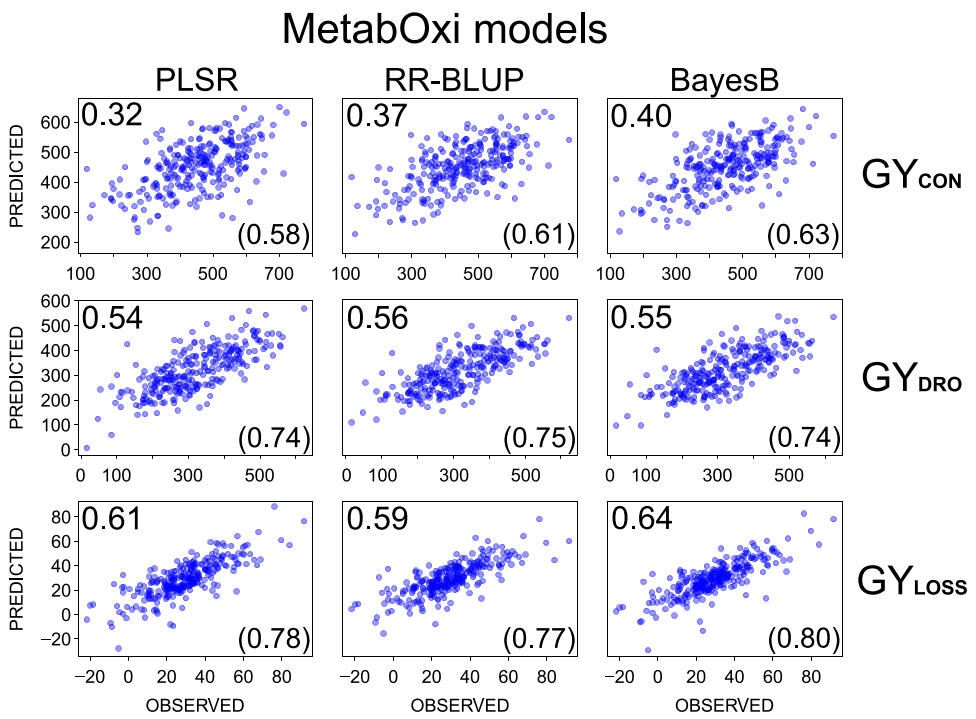 MetabOxi models
PLSR RR-BLUP BayesB
0.32 0.37 0.40
PREDICTED
600
500
400
300
200
(0.58) (0.61) (0.63)
GYCON
100 300 500 700 100 300 500 700 100 300 500 700
0.54 0.56 0.55
PREDICTED
600
500
400
300
200
100
0
(0.74) (0.75) (0.74)
GYDRO
0 100 300 500 0 100 300 500 0 100 300 500
0.61 0.59 0.64
PREDICTED
80
60
40
20
0
−20
(0.78) (0.77) (0.80)
GYLOSS
−20 0 20 40 60 80 −20 0 20 40 60 80 −20 0 20 40 60 80
OBSERVED OBSERVED OBSERVED